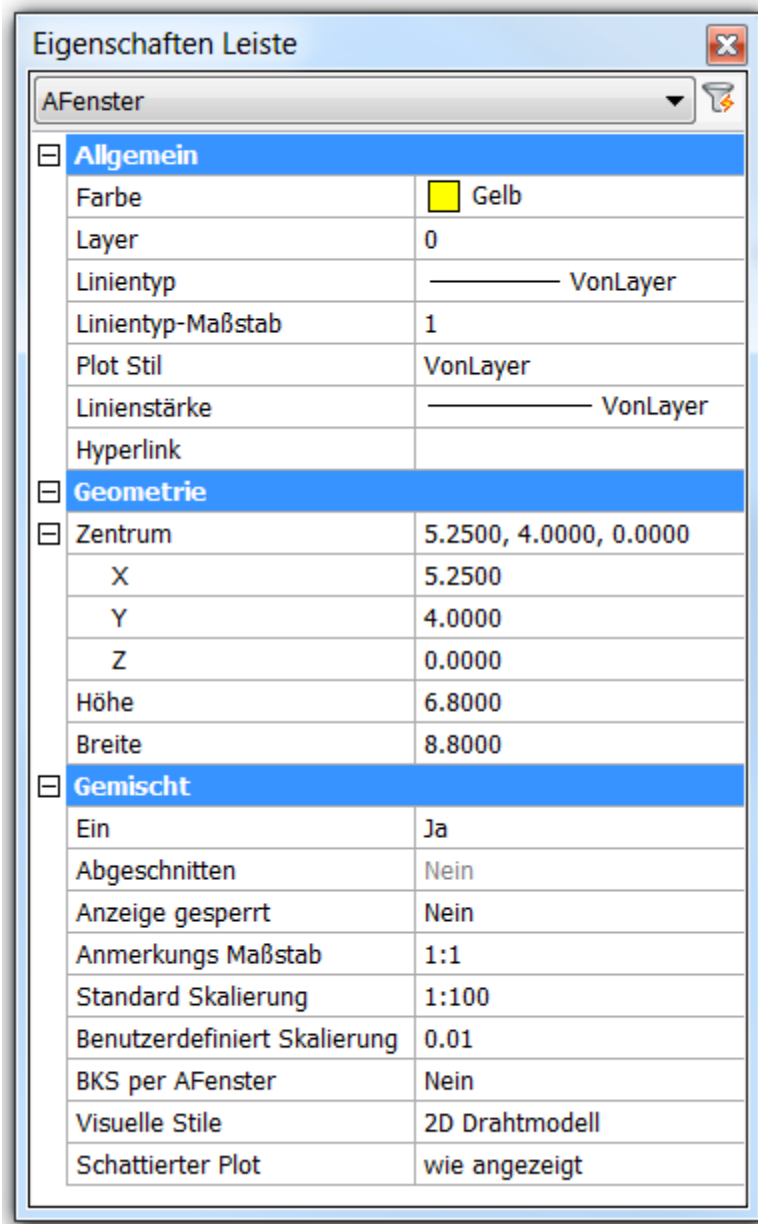 Eigenschaften Leiste
AFenster
Allgemein
Farbe Gelb
Layer 0
Linientyp VonLayer
Linientyp-Maßstab 1
Plot Stil VonLayer
Linienstärke VonLayer
Hyperlink
Geometrie
Zentrum 5.2500, 4.0000, 0.0000
X 5.2500
Y 4.0000
Z 0.0000
Höhe 6.8000
Breite 8.8000
Gemischt
Ein Ja
Abgeschnitten Nein
Anzeige gesperrt Nein
Anmerkungs Maßstab 1:1
Standard Skalierung 1:100
Benutzerdefiniert Skalierung 0.01
BKS per AFenster Nein
Visuelle Stile 2D Drahtmodell
Schattierter Plot wie angezeigt